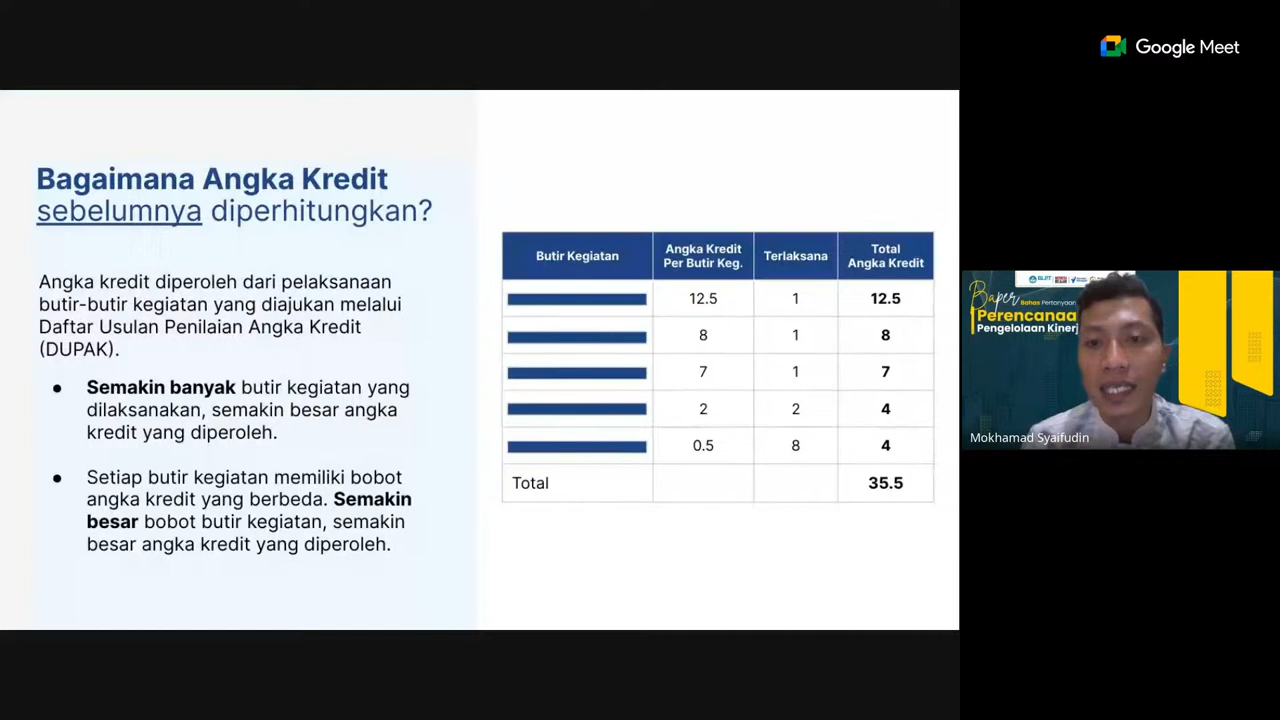 Google Meet
Bagaimana Angka Kredit
sebelumnya diperhitungkan?
Angka kredit diperoleh dari pelaksanaan
butir-butir kegiatan yang diajukan melalui
Daftar Usulan Penilaian Angka Kredit
(DUPAK).
● Semakin banyak butir kegiatan yang
dilaksanakan, semakin besar angka
kredit yang diperoleh.
● Setiap butir kegiatan memiliki bobot
angka kredit yang berbeda. Semakin
besar bobot butir kegiatan, semakin
besar angka kredit yang diperoleh.
Butir Kegiatan Angka Kredit Per Butir Keg. Terlaksana Total Angka Kredit
12.5 1 12.5
8 1 8
7 1 7
2 2 4
0.5 8 4
Total 35.5
Baper Bahas Pertanyaan
Perencanaa
Pengelolaan Kinerj
Mokhamad Syaifudin